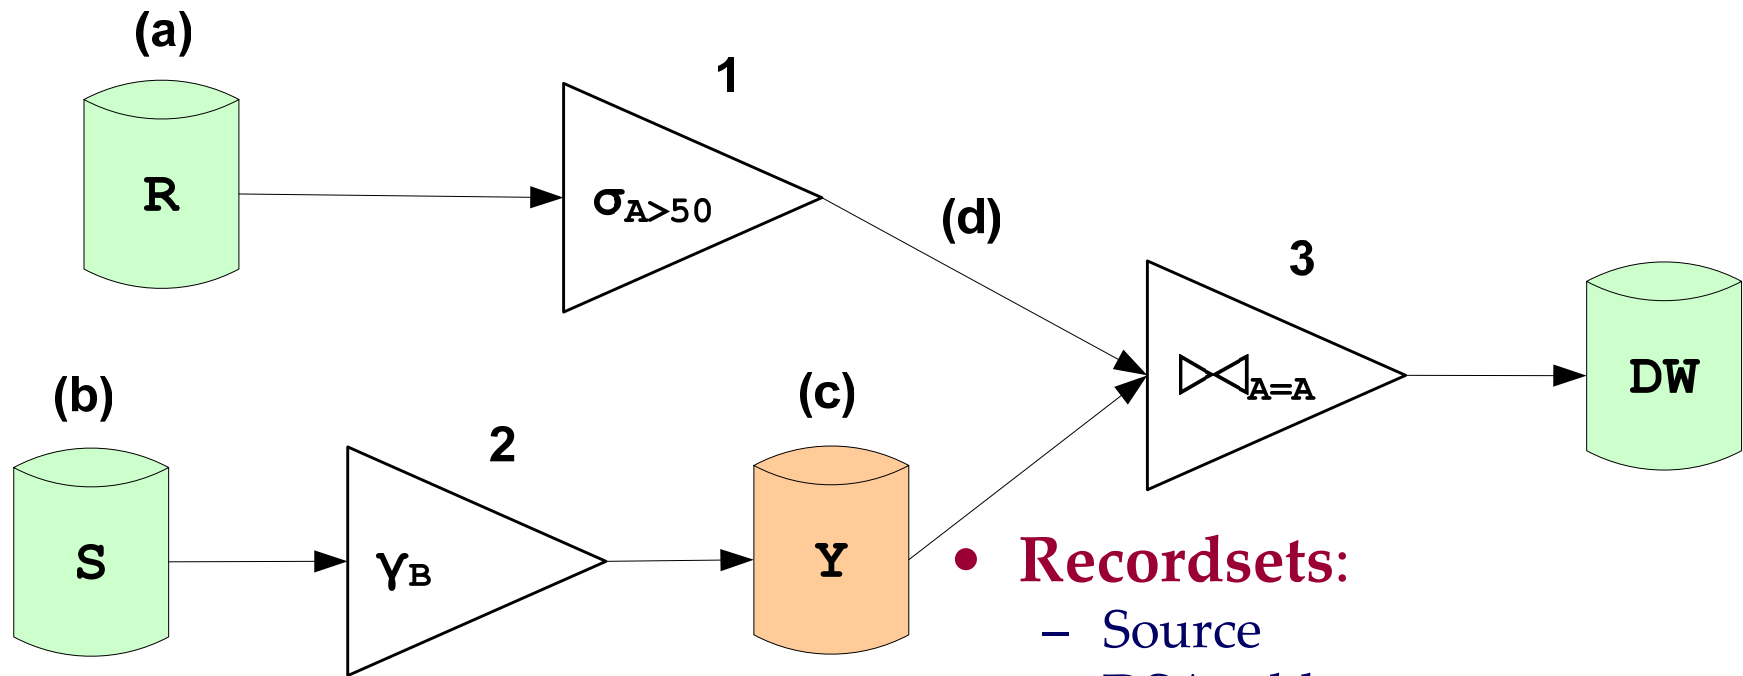 (a)
1
R
σA>50
(d)
3
⋈A=A
DW
(b)
2
(c)
S
γB
Y
• Recordsets:
– Source